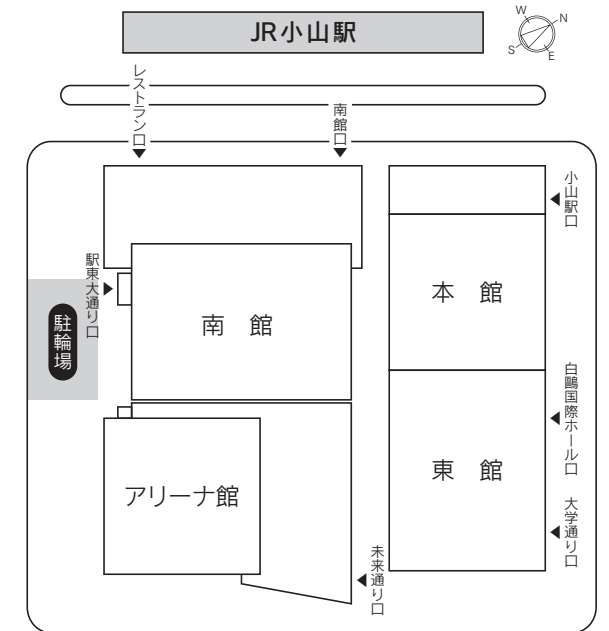 JR小山駅
W
N
S
E
レストラン口
南館口
小山駅口
駅東大通り口
本館
南館
駐輪場
白鷗国際ホール口
東館
アリーナ館
大学通り口
未来通り口